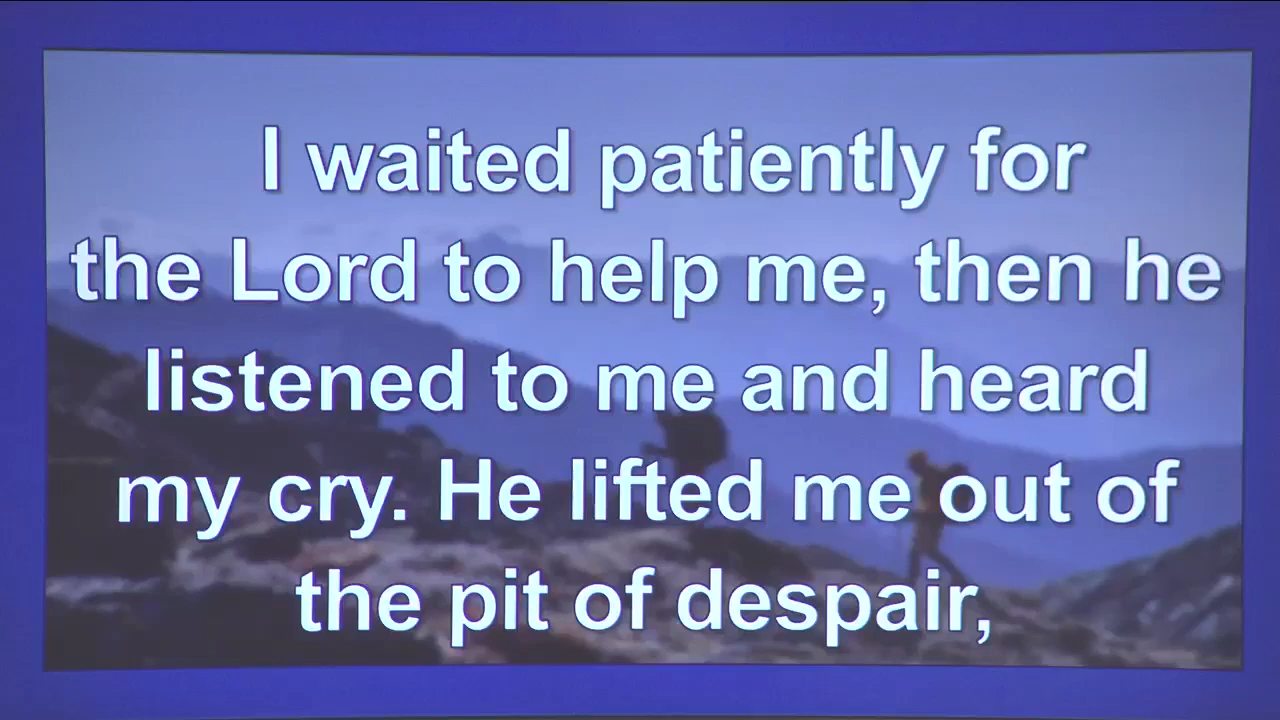 I waited patiently for
the Lord to help me, then he
listened to me and heard
my cry. He lifted me out of
the pit of despair,